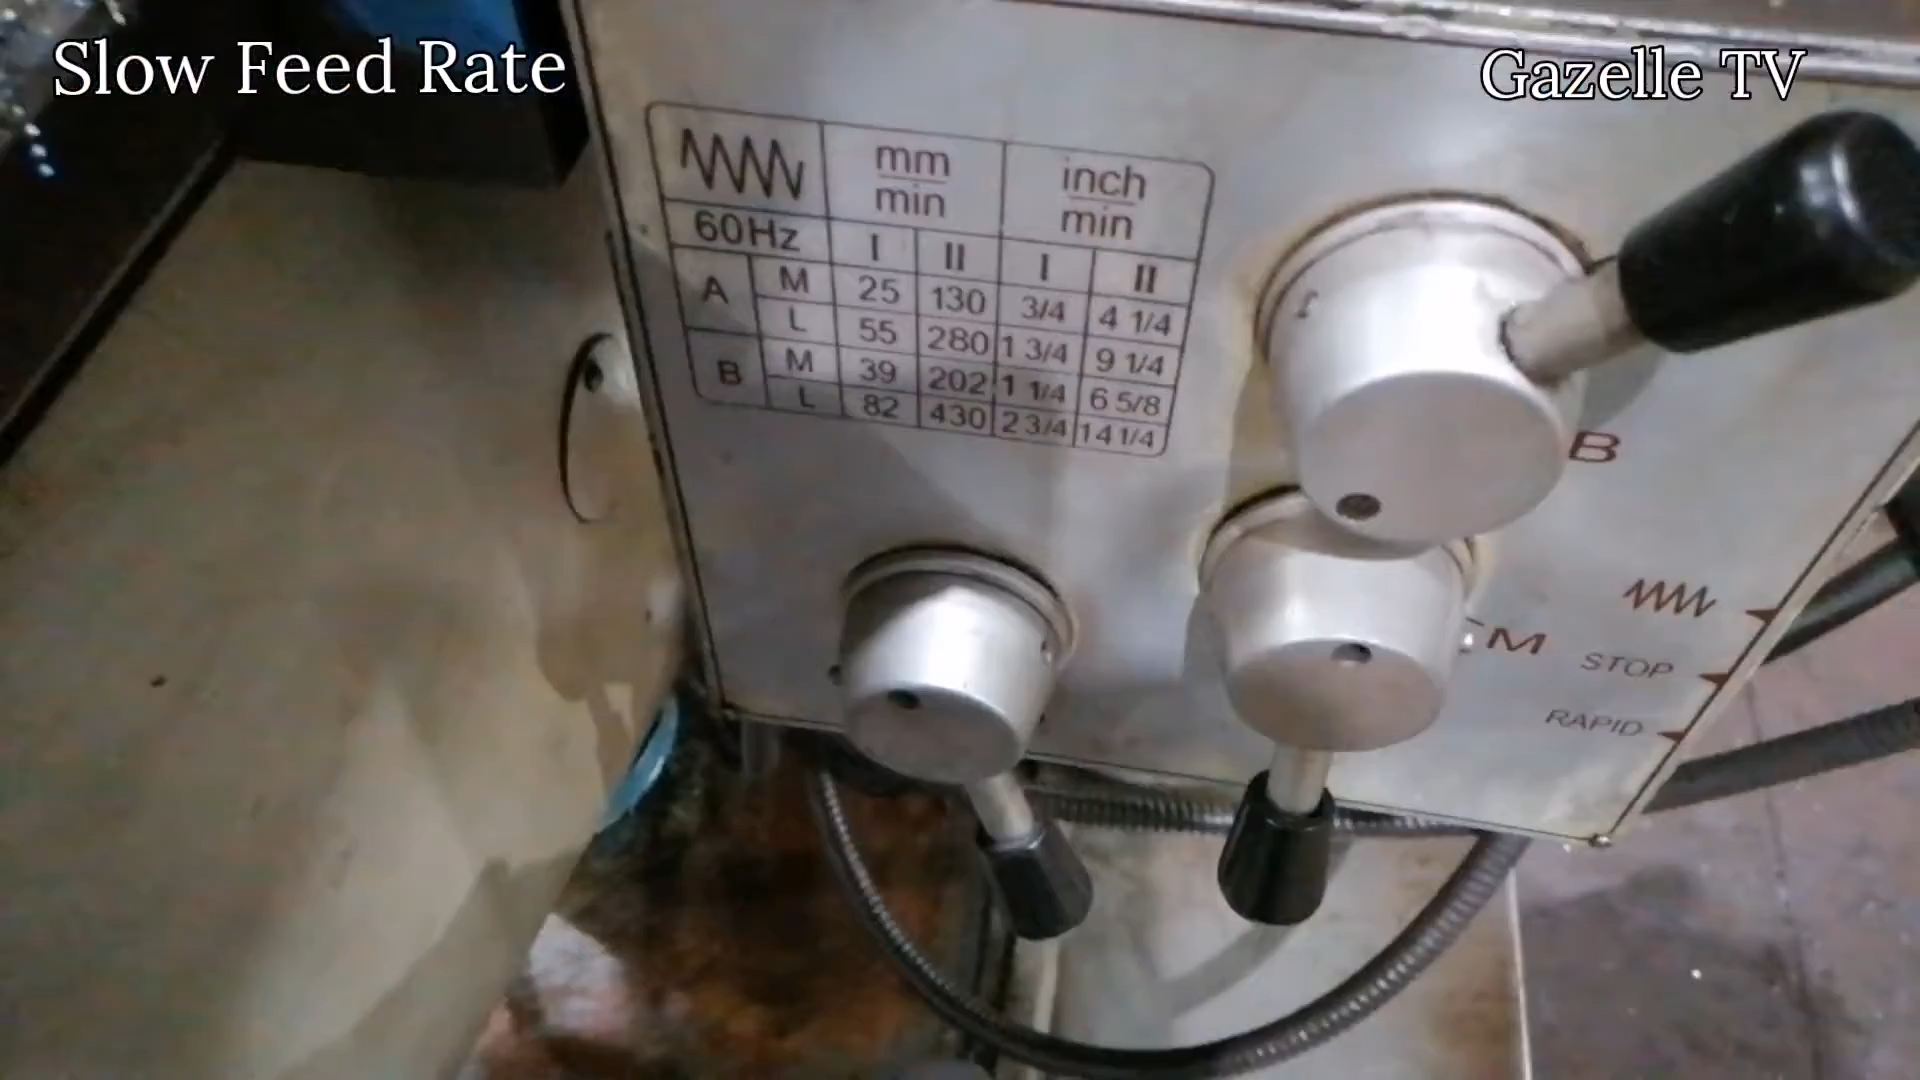 Slow Feed Rate
Gazelle TV
mm
min
inch
min
60Hz I II I II
A M 25 130 3/4 4 1/4
L 55 280 1 3/4 9 1/4
B M 39 202 1 1/4 6 5/8
L 82 430 2 3/4 14 1/4
B
M
STOP
RAPID